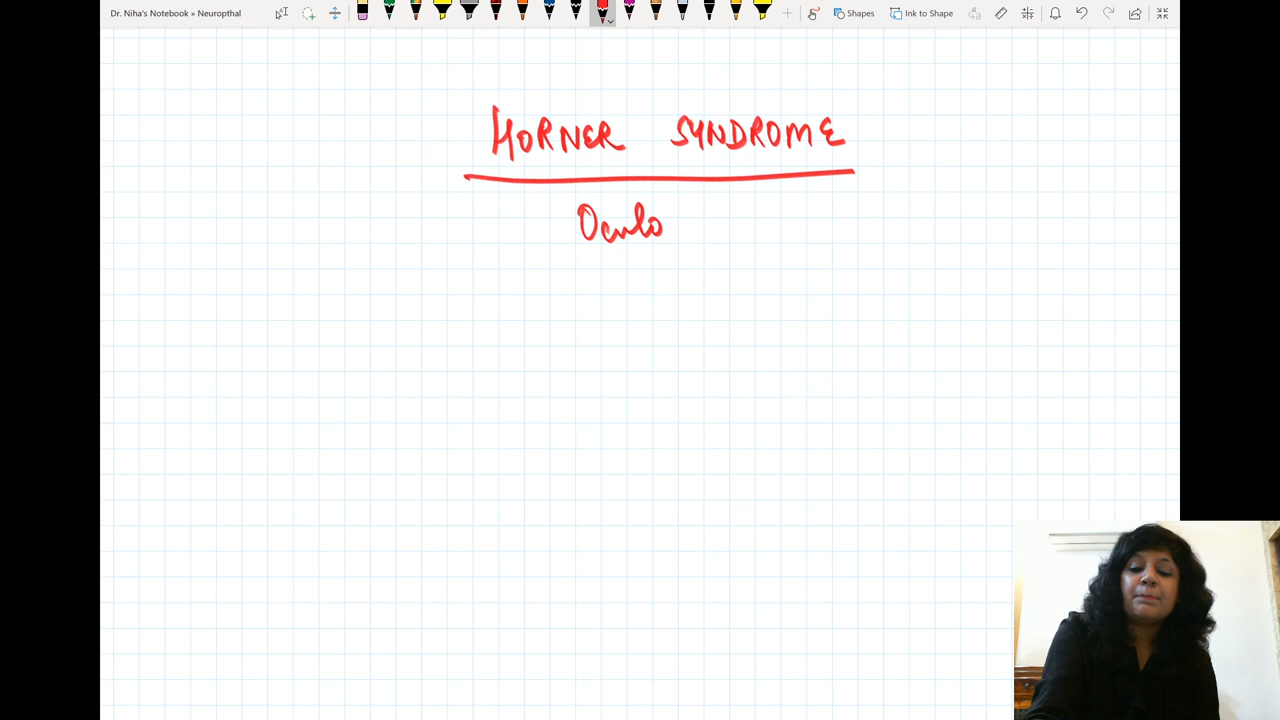 Dr. Niha's Notebook » Neuropthal
Shapes
Ink to Shape
HORNER SYNDROME
Oculo